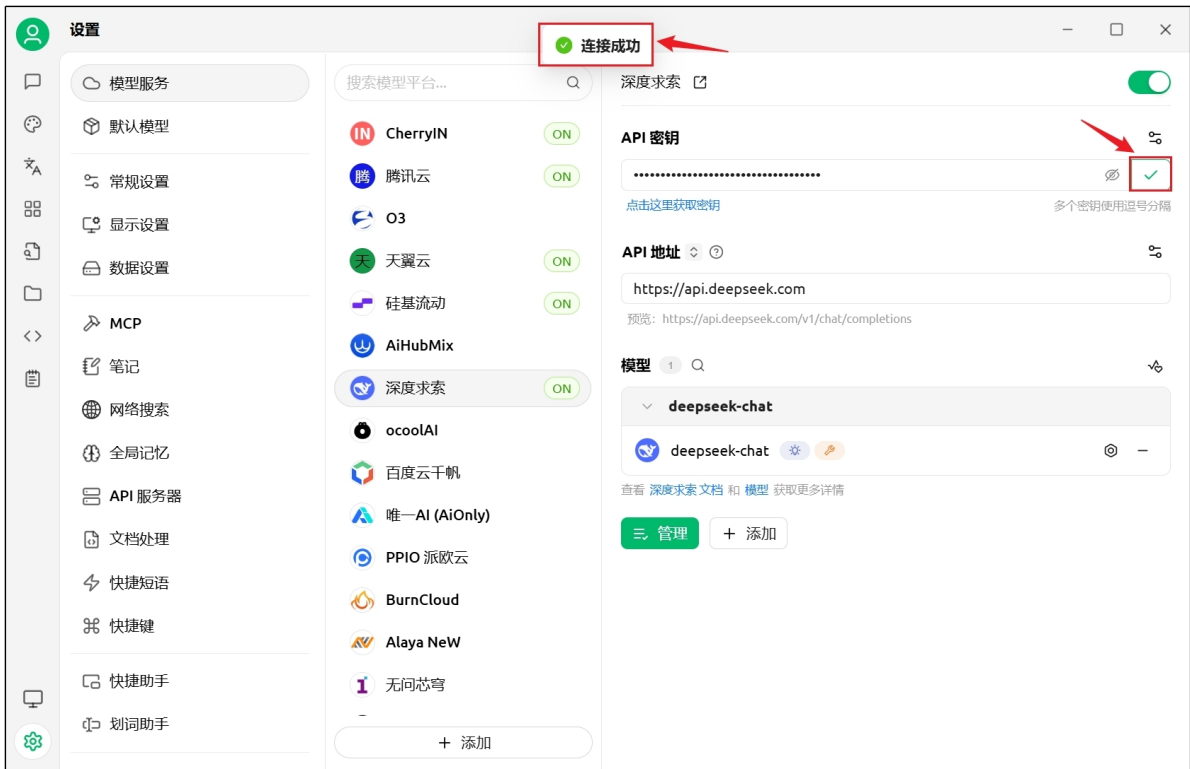 设置
连接成功
模型服务
默认模型
常规设置
显示设置
数据设置
MCP
笔记
网络搜索
全局记忆
API 服务器
文档处理
快捷短语
快捷键
快捷助手
划词助手
搜索模型平台...
IN CherryIN ON
腾 腾讯云 ON
O3
天 天翼云 ON
硅基流动 ON
AiHubMix
深度求索 ON
ocoolAI
百度云千帆
唯一AI (AiOnly)
PPIO 派欧云
BurnCloud
Alaya NeW
无问芯穹
+ 添加
深度求索
API 密钥
••••••••••••••••••••••••••••••••••••
点击这里获取密钥 多个密钥使用逗号分隔
API 地址
https://api.deepseek.com
预览: https://api.deepseek.com/v1/chat/completions
模型 1
deepseek-chat
deepseek-chat
查看 深度求索 文档 和 模型 获取更多详情
管理 + 添加